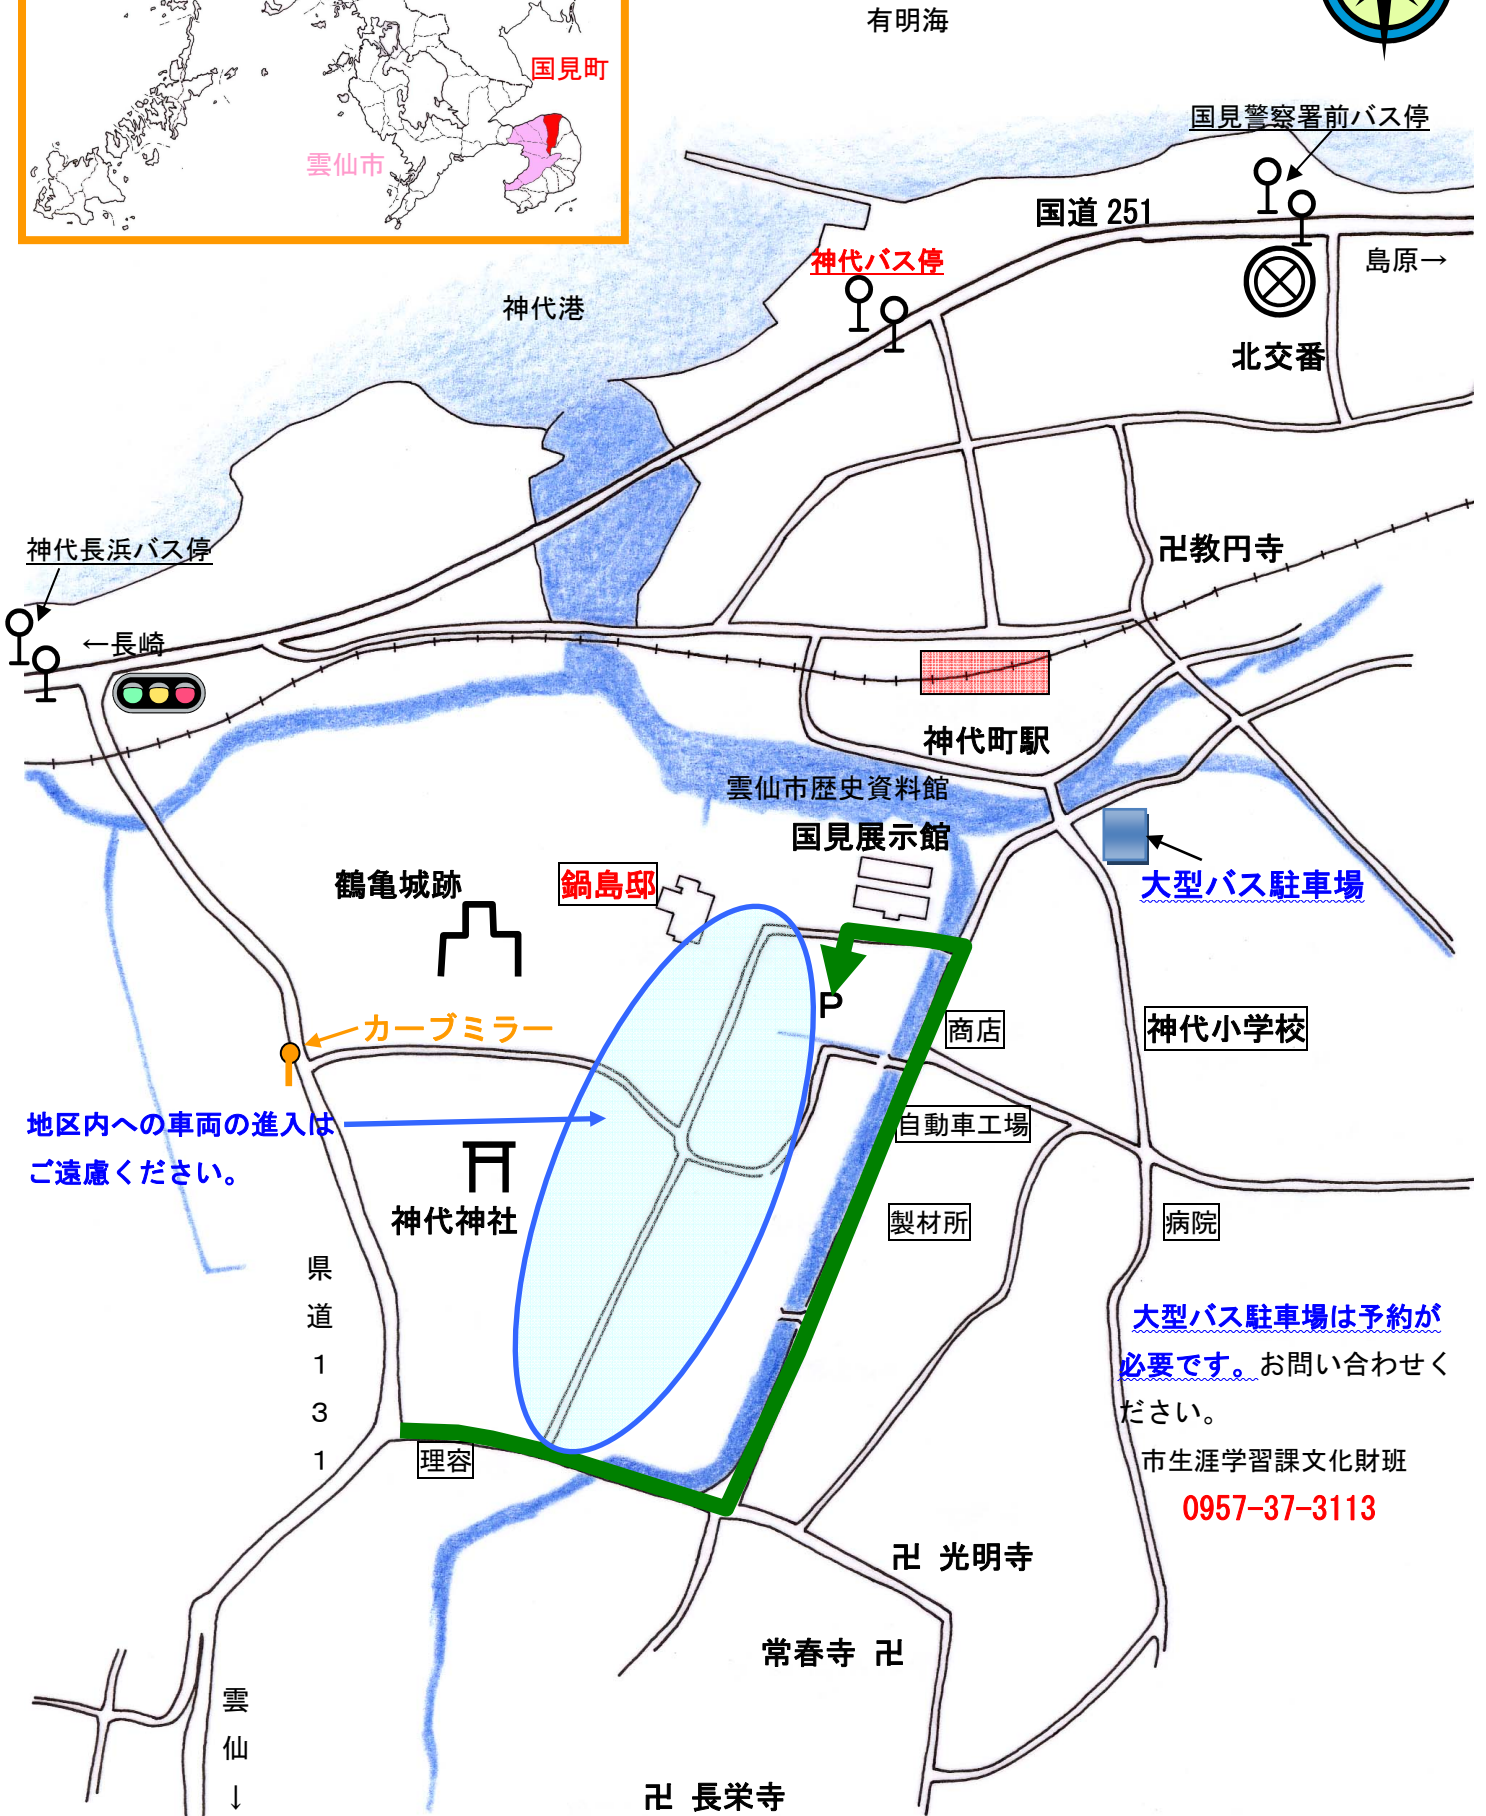 有明海
国見町
雲仙市
国見警察署前バス停
国道 251
神代バス停
島原→
神代港
北交番
神代長浜バス停
卍教円寺
←長崎
神代町駅
雲仙市歴史資料館
国見展示館
大型バス駐車場
鶴亀城跡
鍋島邸
P
カーブミラー
商店
神代小学校
地区内への車両の進入は
ご遠慮ください。
自動車工場
神代神社
製材所
病院
県道131
大型バス駐車場は予約が
必要です。お問い合わせく
ださい。
理容
市生涯学習課文化財班
0957-37-3113
卍 光明寺
常春寺 卍
雲仙↓
卍 長栄寺